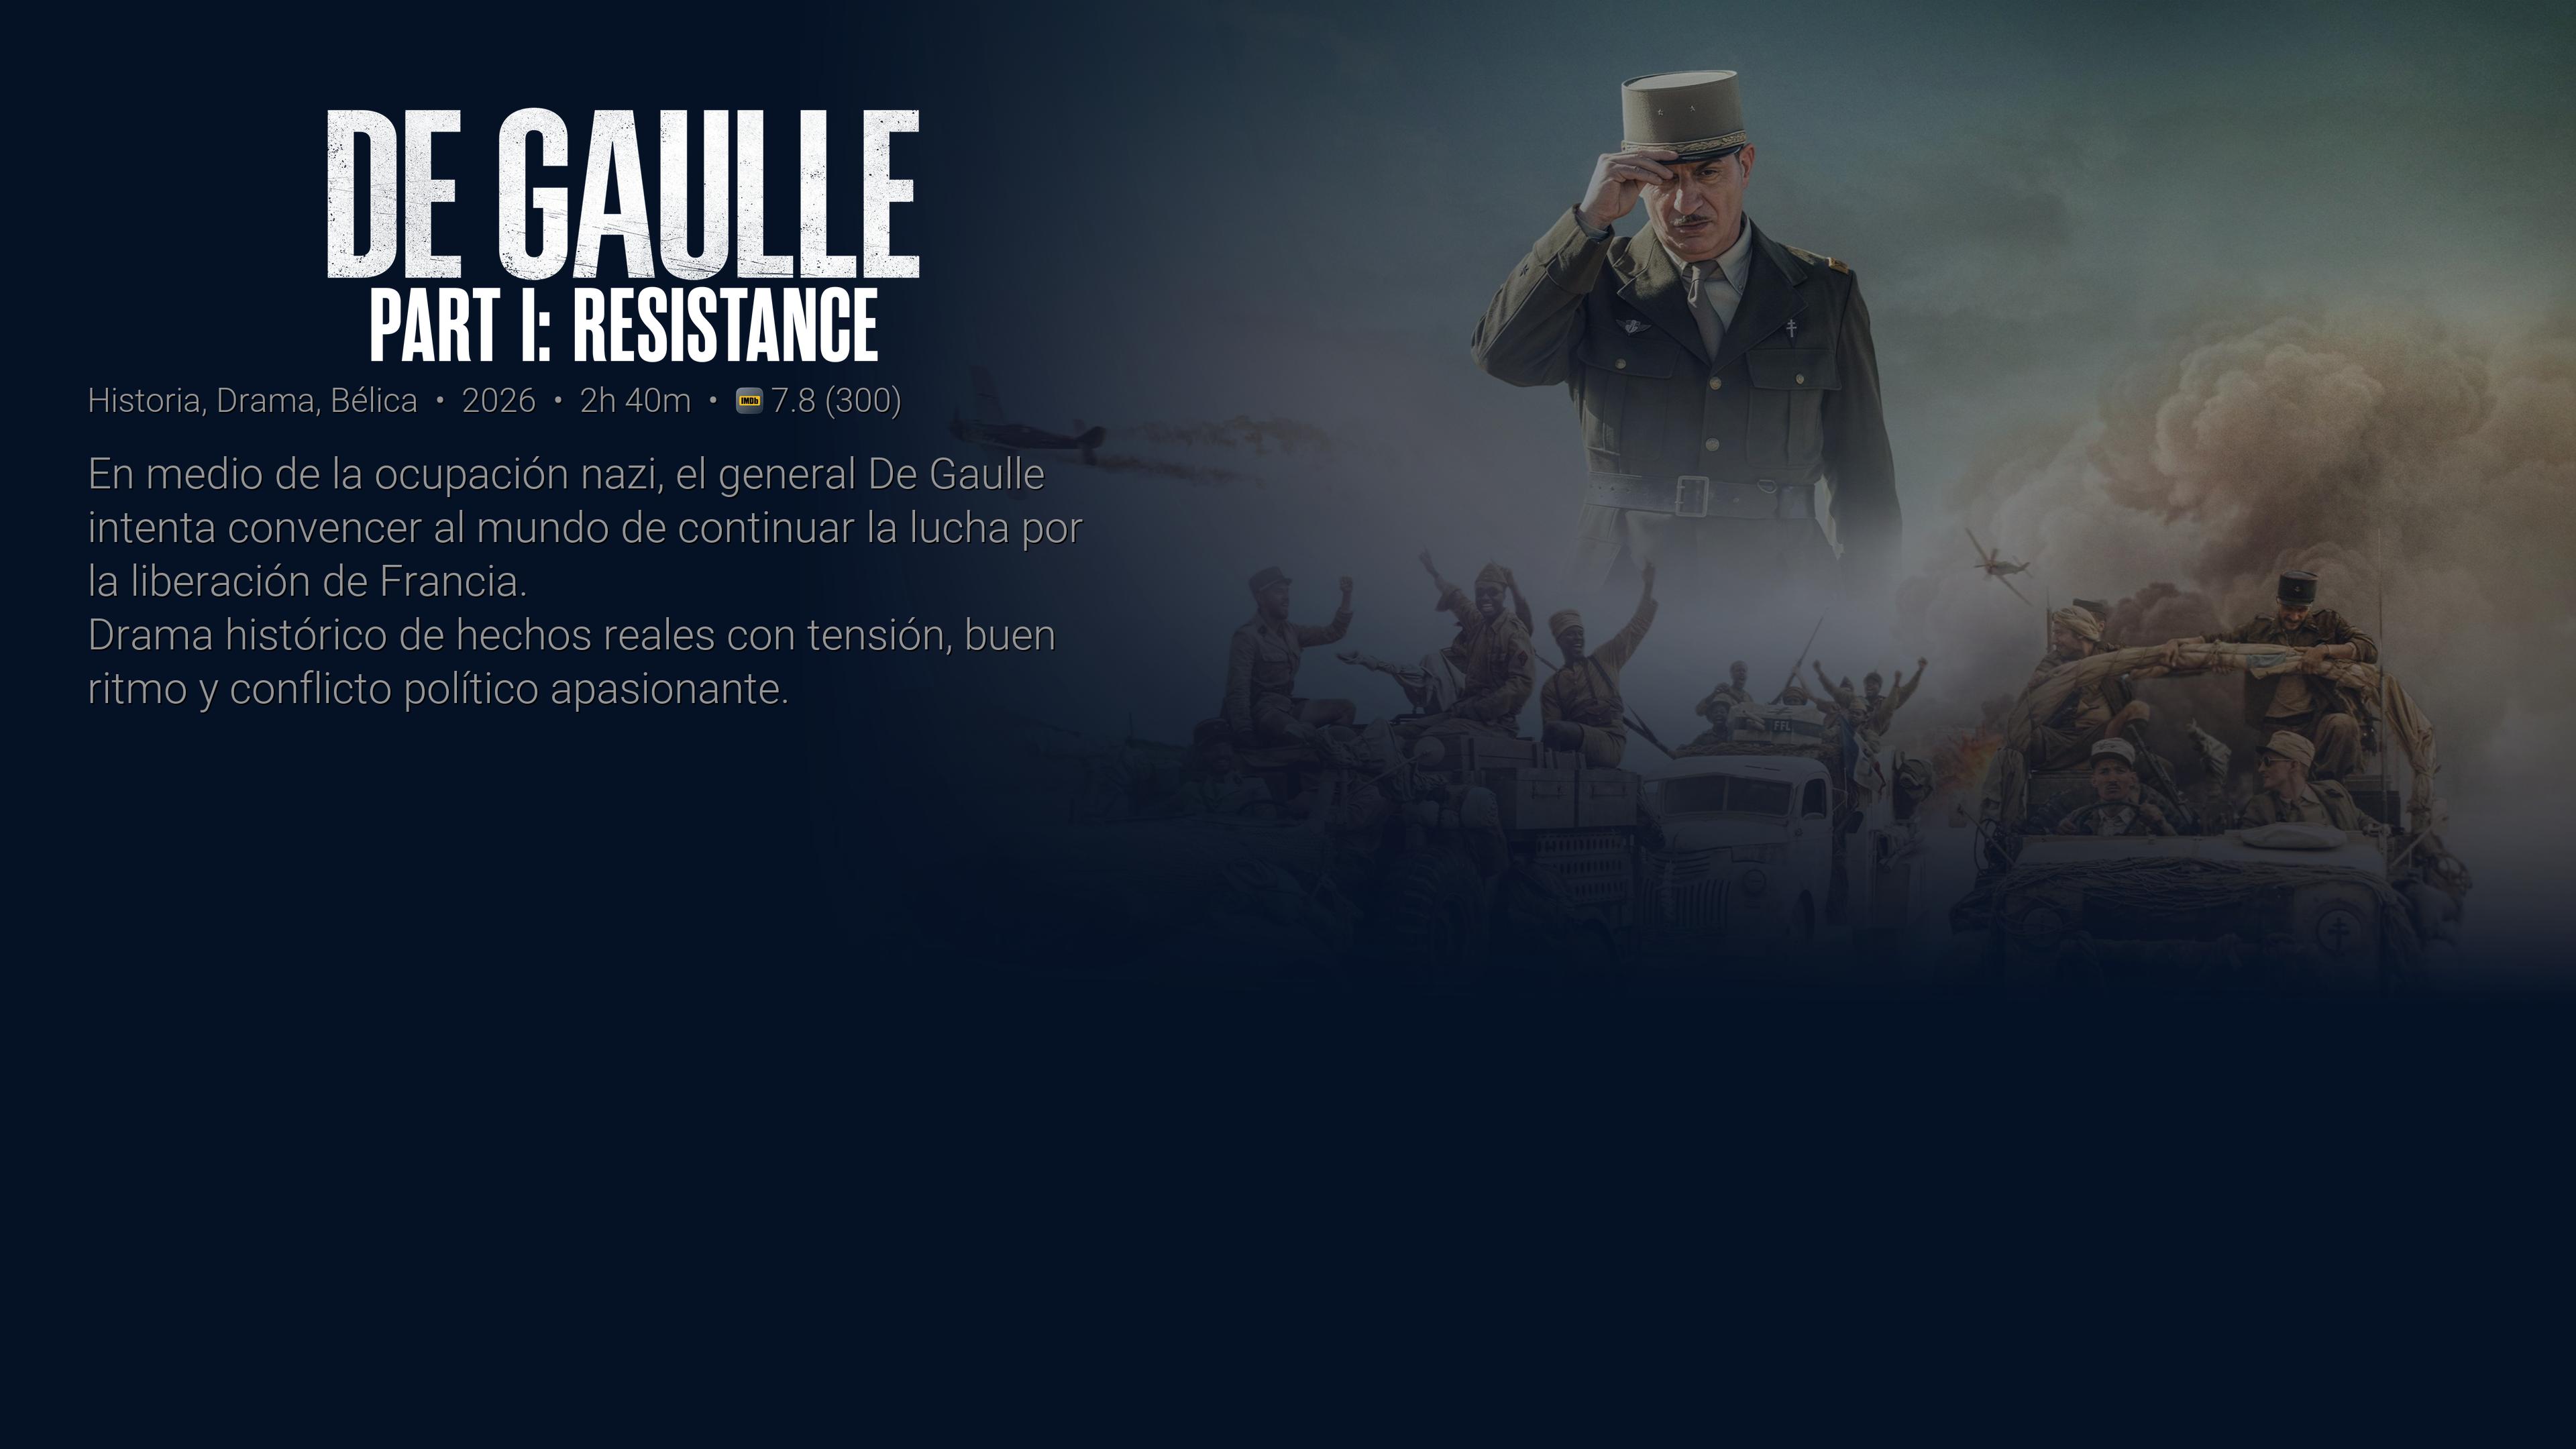 DE GAULLE
PART I: RESISTANCE
Historia, Drama, Bélica • 2026 • 2h 40m • IMDb 7.8 (300)
En medio de la ocupación nazi, el general De Gaulle
intenta convencer al mundo de continuar la lucha por
la liberación de Francia.
Drama histórico de hechos reales con tensión, buen
ritmo y conflicto político apasionante.
FFL